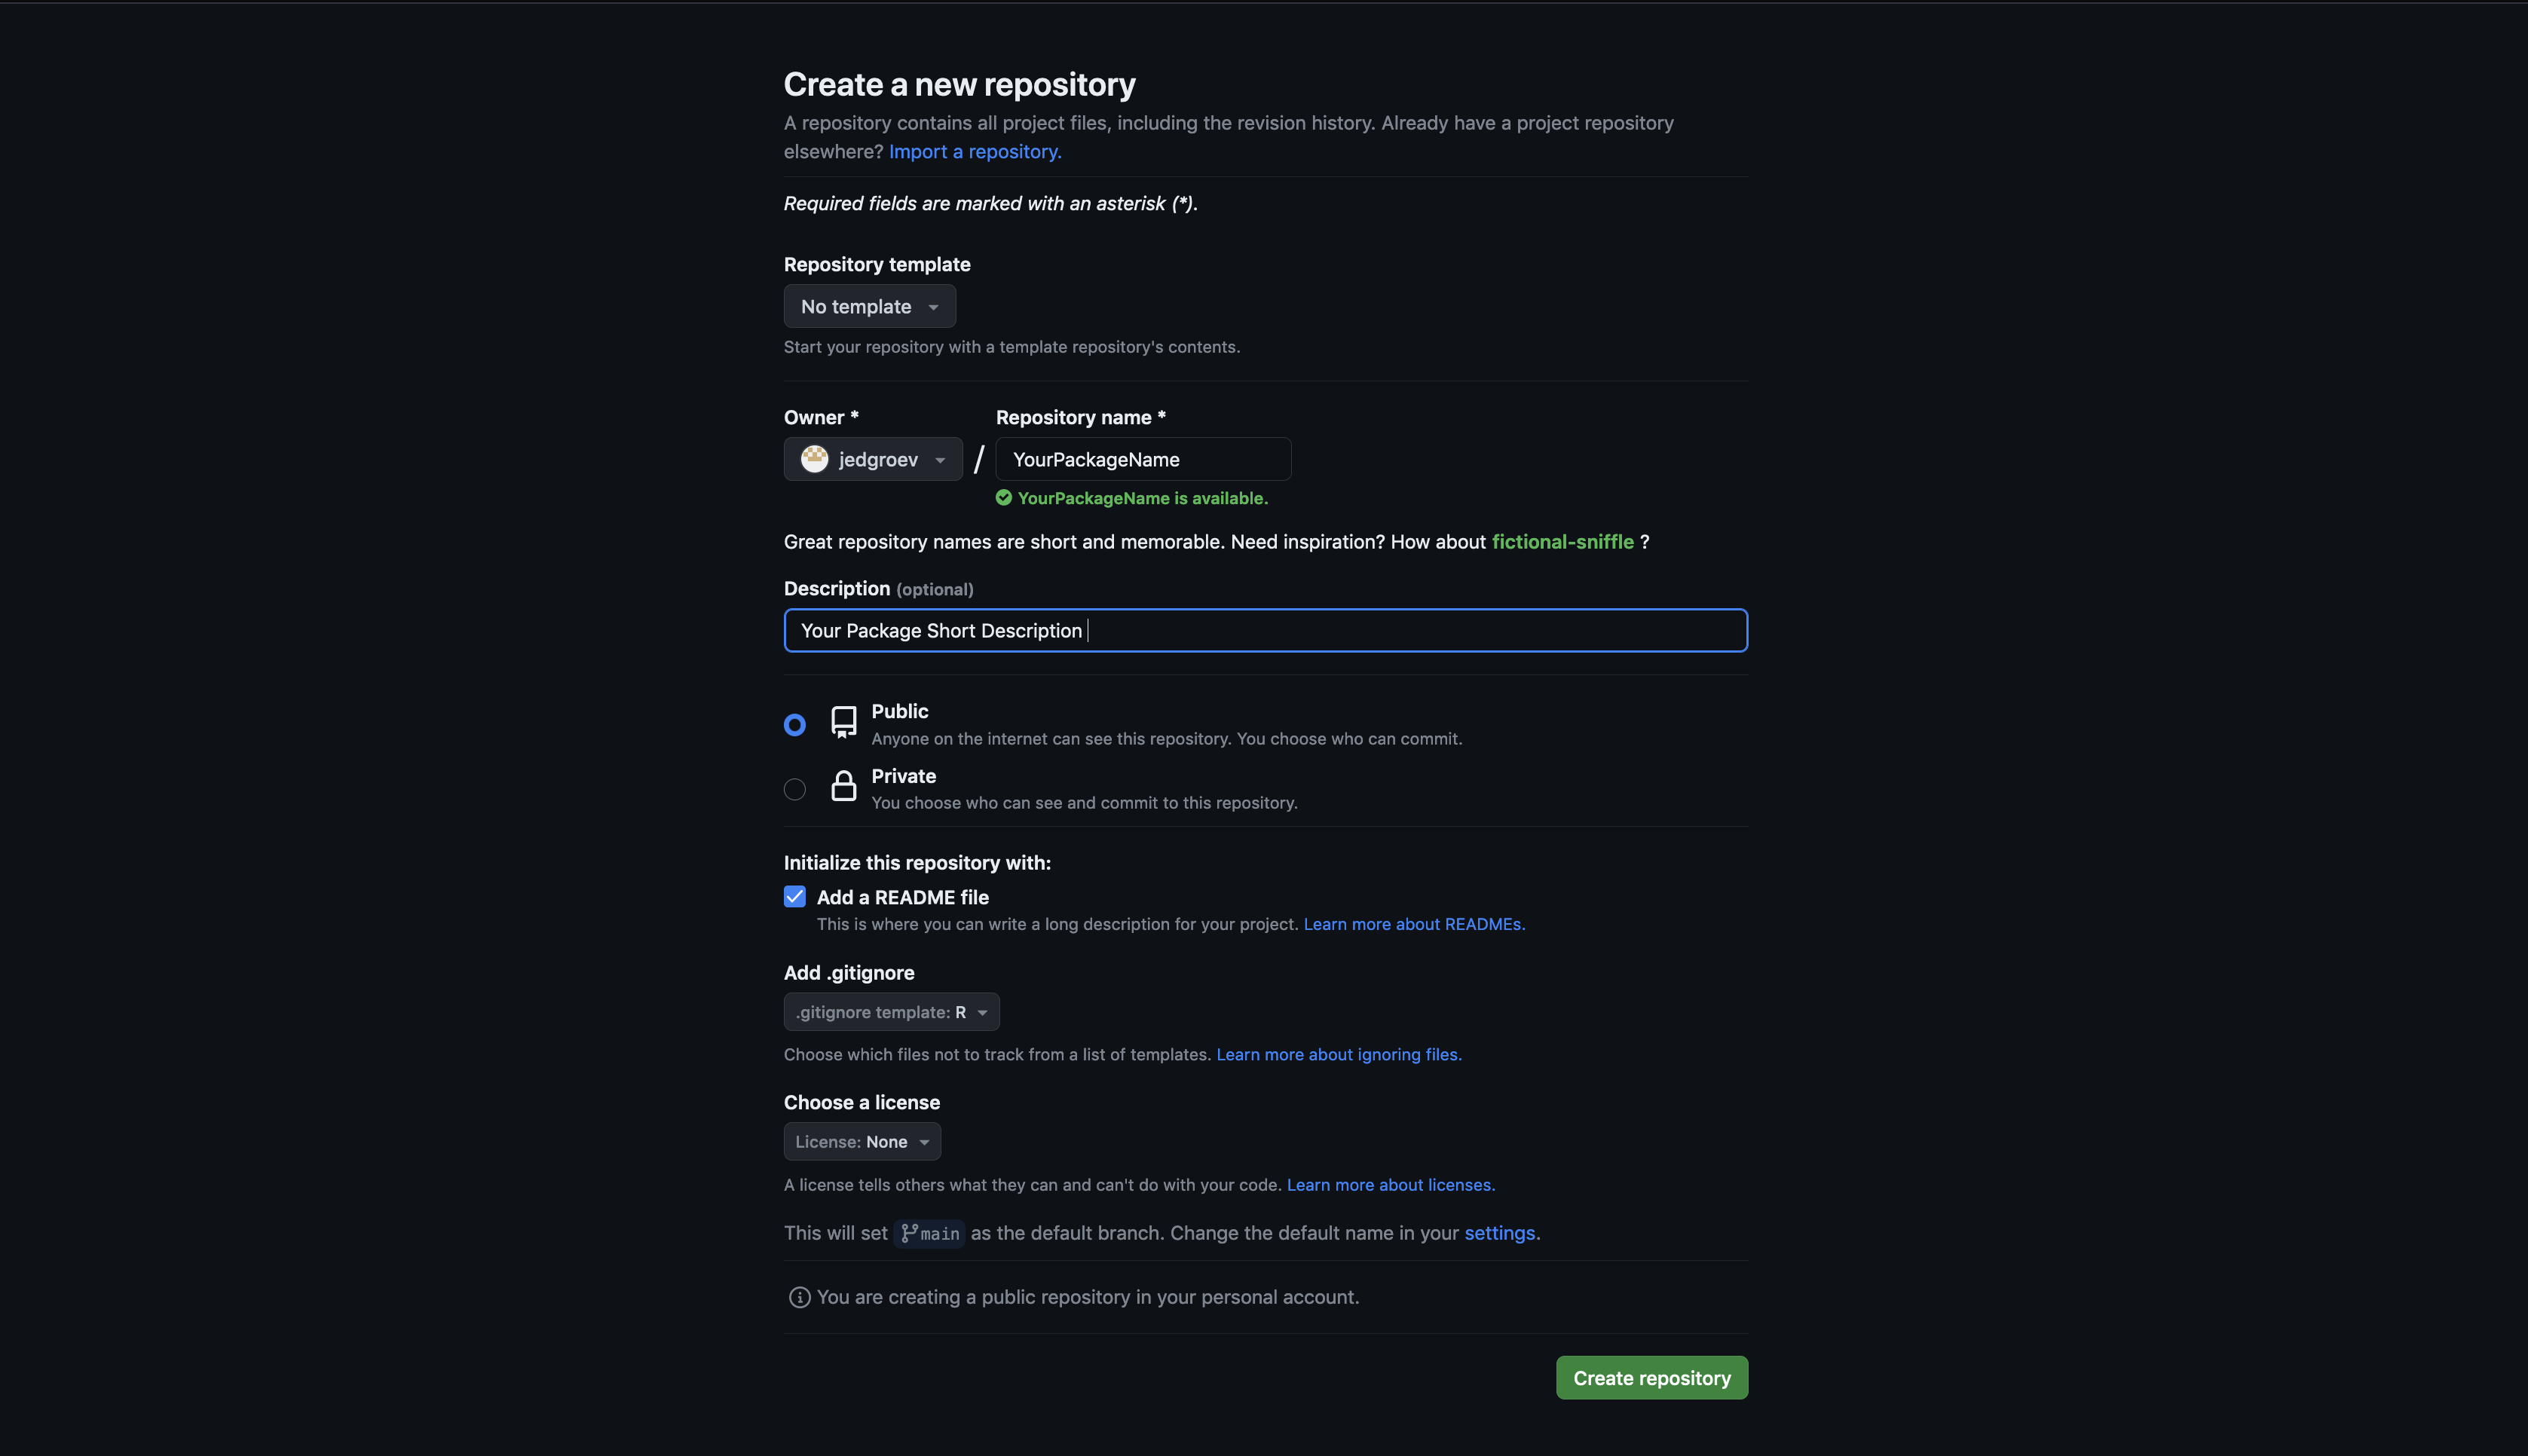 Create a new repository
A repository contains all project files, including the revision history. Already have a project repository
elsewhere? Import a repository.
Required fields are marked with an asterisk (*).
Repository template
No template
Start your repository with a template repository's contents.
Owner *
Repository name *
jedgroev
/
YourPackageName
YourPackageName is available.
Great repository names are short and memorable. Need inspiration? How about fictional-sniffle ?
Description (optional)
Your Package Short Description
Public
Anyone on the internet can see this repository. You choose who can commit.
Private
You choose who can see and commit to this repository.
Initialize this repository with:
Add a README file
This is where you can write a long description for your project. Learn more about READMEs.
Add .gitignore
.gitignore template: R
Choose which files not to track from a list of templates. Learn more about ignoring files.
Choose a license
License: None
A license tells others what they can and can't do with your code. Learn more about licenses.
This will set main as the default branch. Change the default name in your settings.
You are creating a public repository in your personal account.
Create repository